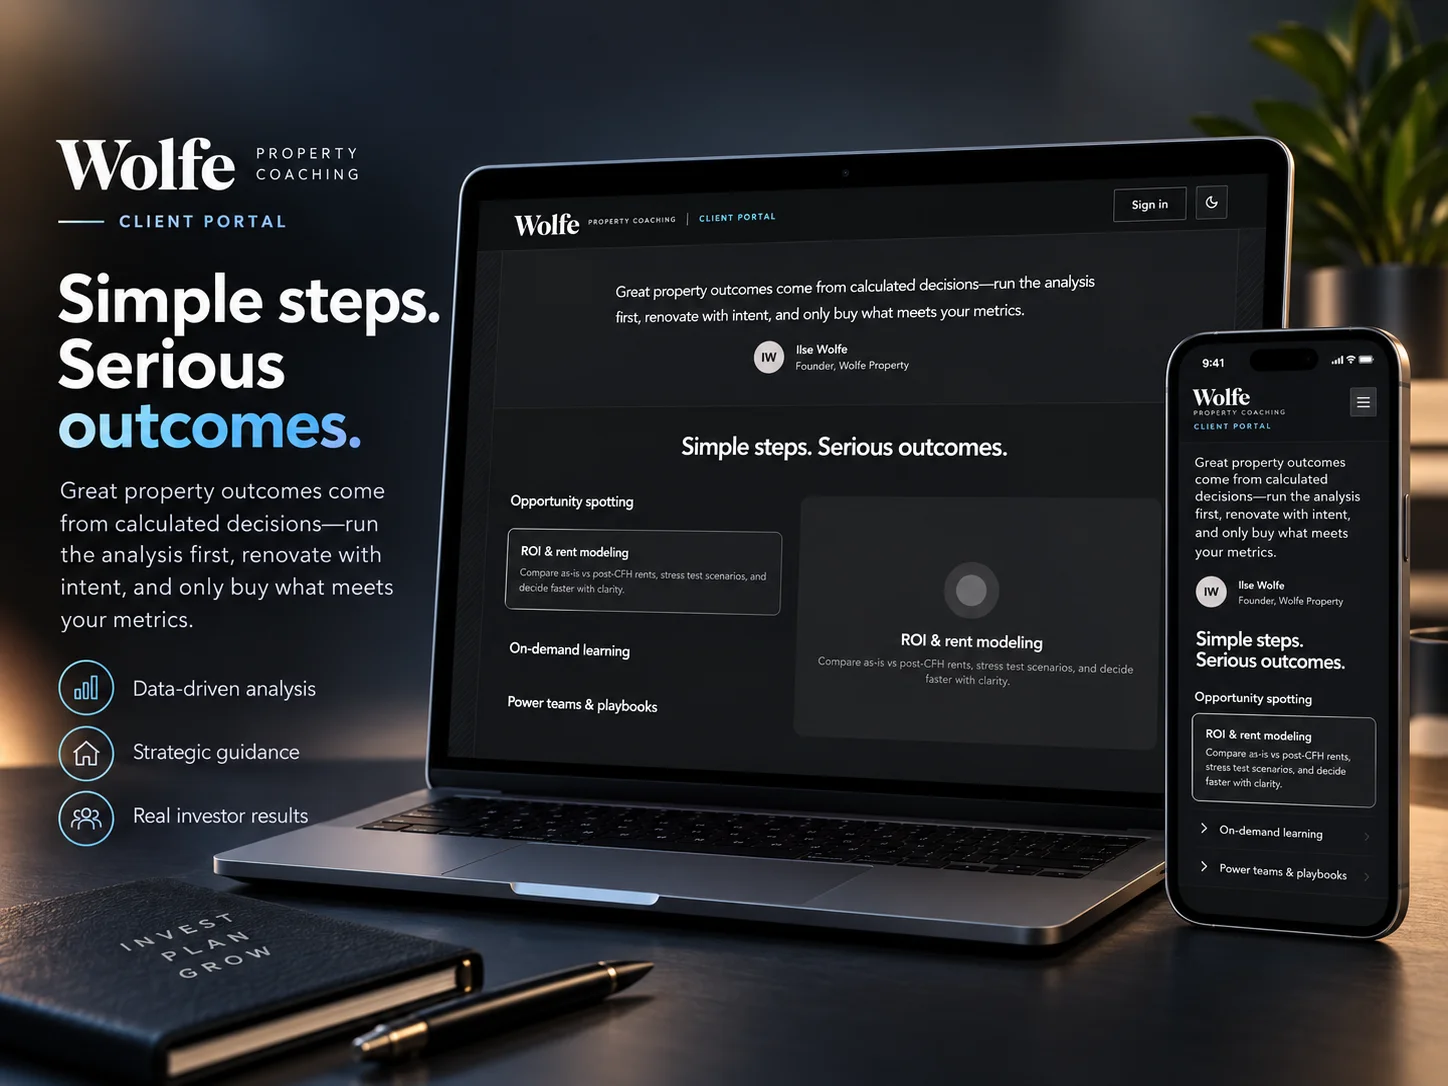 Wolfe PROPERTY COACHING
CLIENT PORTAL
Simple steps.
Serious
outcomes.
Great property outcomes come
from calculated decisions—run
the analysis first, renovate with
intent, and only buy what meets
your metrics.
Data-driven analysis
Strategic guidance
Real investor results
INVEST
PLAN
GROW
Wolfe PROPERTY COACHING | CLIENT PORTAL
Sign in
Great property outcomes come from calculated decisions—run the analysis
first, renovate with intent, and only buy what meets your metrics.
IW
Ilse Wolfe
Founder, Wolfe Property
Simple steps. Serious outcomes.
Opportunity spotting
ROI & rent modeling
Compare as-is vs post-CFH rents, stress test scenarios, and
decide faster with clarity.
On-demand learning
Power teams & playbooks
ROI & rent modeling
Compare as-is vs post-CFH rents, stress test scenarios, and decide
faster with clarity.
9:41
Wolfe
PROPERTY COACHING
CLIENT PORTAL
Great property outcomes
come from calculated
decisions—run the analysis
first, renovate with intent,
and only buy what meets
your metrics.
IW
Ilse Wolfe
Founder, Wolfe Property
Simple steps.
Serious outcomes.
Opportunity spotting
ROI & rent modeling
Compare as-is vs post-CFH rents,
stress test scenarios, and decide
faster with clarity.
On-demand learning
Power teams & playbooks